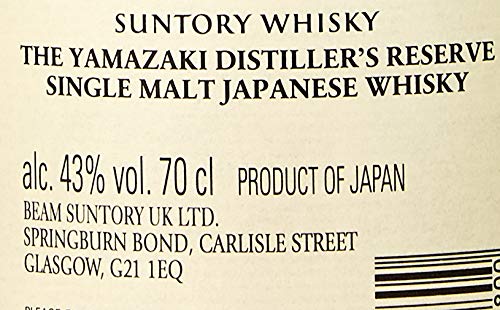 SUNTORY WHISKY
THE YAMAZAKI DISTILLER'S RESERVE
SINGLE MALT JAPANESE WHISKY
alc. 43% vol. 70 cl PRODUCT OF JAPAN
BEAM SUNTORY UK LTD.
SPRINGBURN BOND, CARLISLE STREET
GLASGOW, G21 1EQ